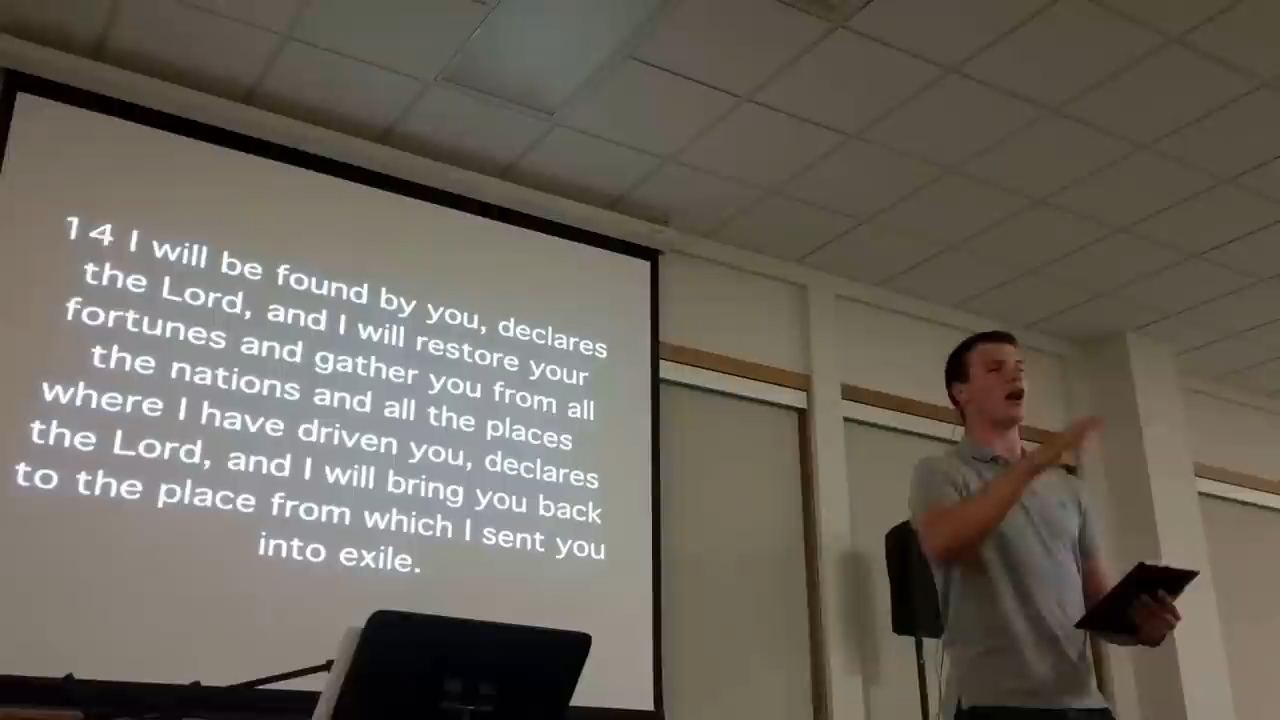 14 I will be found by you, declares
the Lord, and I will restore your
fortunes and gather you from all
the nations and all the places
where I have driven you, declares
the Lord, and I will bring you back
to the place from which I sent you
into exile.